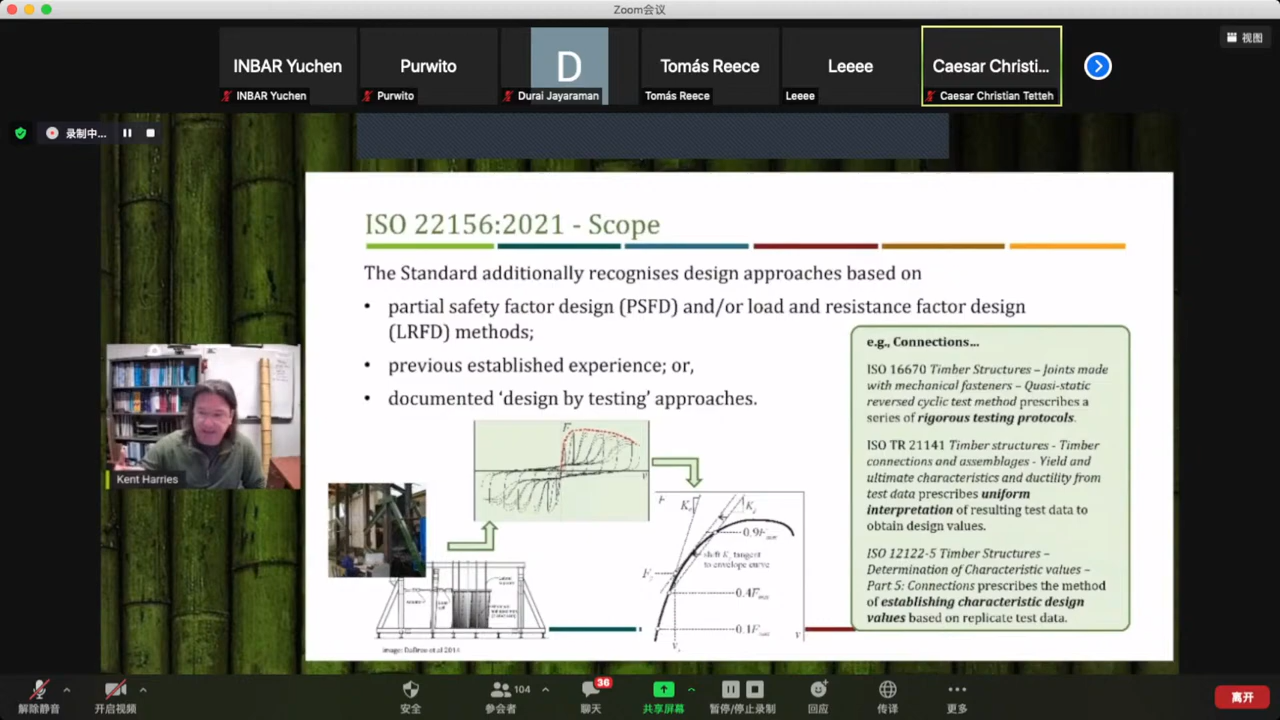 Zoom会议
视图
INBAR Yuchen
Purwito
D
Tomás Reece
Leeee
Caesar Christi...
INBAR Yuchen
Purwito
Durai Jayaraman
Tomás Reece
Leeee
Caesar Christian Tetteh
录制中...
ISO 22156:2021 - Scope
The Standard additionally recognises design approaches based on
• partial safety factor design (PSFD) and/or load and resistance factor design
(LRFD) methods;
• previous established experience; or,
• documented ‘design by testing’ approaches.
e.g., Connections…
ISO 16670 Timber Structures – Joints made
with mechanical fasteners – Quasi-static
reversed cyclic test method prescribes a
series of rigorous testing protocols.
ISO TR 21141 Timber structures - Timber
connections and assemblages - Yield and
ultimate characteristics and ductility from
test data prescribes uniform
interpretation of resulting test data to
obtain design values.
ISO 12122-5 Timber Structures –
Determination of Characteristic values –
Part 5: Connections prescribes the method
of establishing characteristic design
values based on replicate test data.
Kent Harries
F
shift K tangent
to envelope curve
解除静音
开启视频
安全
104
参会者
36
聊天
共享屏幕
暂停/停止录制
回应
传译
更多
离开